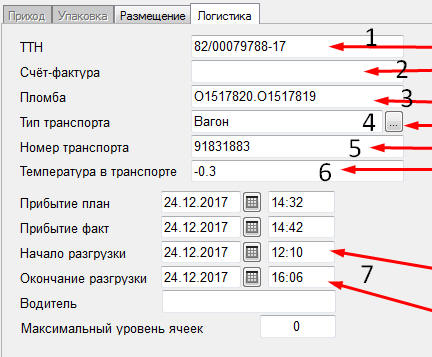 Приход Упаковка Размещение Логистика
ТТН 82/00079788-17 1
Счёт-фактура 2
Пломба О1517820.О1517819 3
Тип транспорта Вагон 4 ...
Номер транспорта 91831883 5
Температура в транспорте -0.3 6
Прибытие план 24.12.2017 14:32
Прибытие факт 24.12.2017 14:42
Начало разгрузки 24.12.2017 12:10
Окончание разгрузки 24.12.2017 16:06 7
Водитель
Максимальный уровень ячеек 0